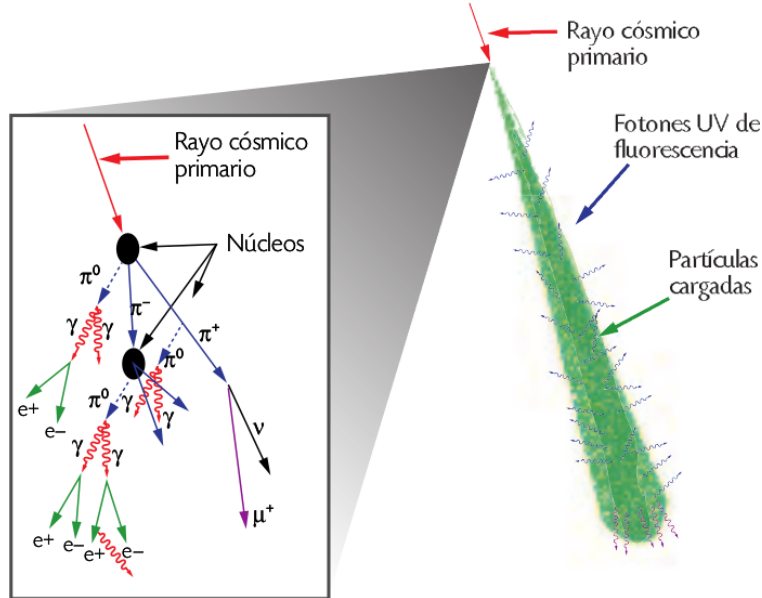 Rayo cósmico
primario
Fotones UV de
fluorescencia
Partículas
cargadas
Rayo cósmico
primario
Núcleos
π⁰
π⁻
π⁺
γ
γ
π⁰
π⁰
γ
γ
e+
e−
γ
γ
ν
μ⁺
e+
e−
e+
e−